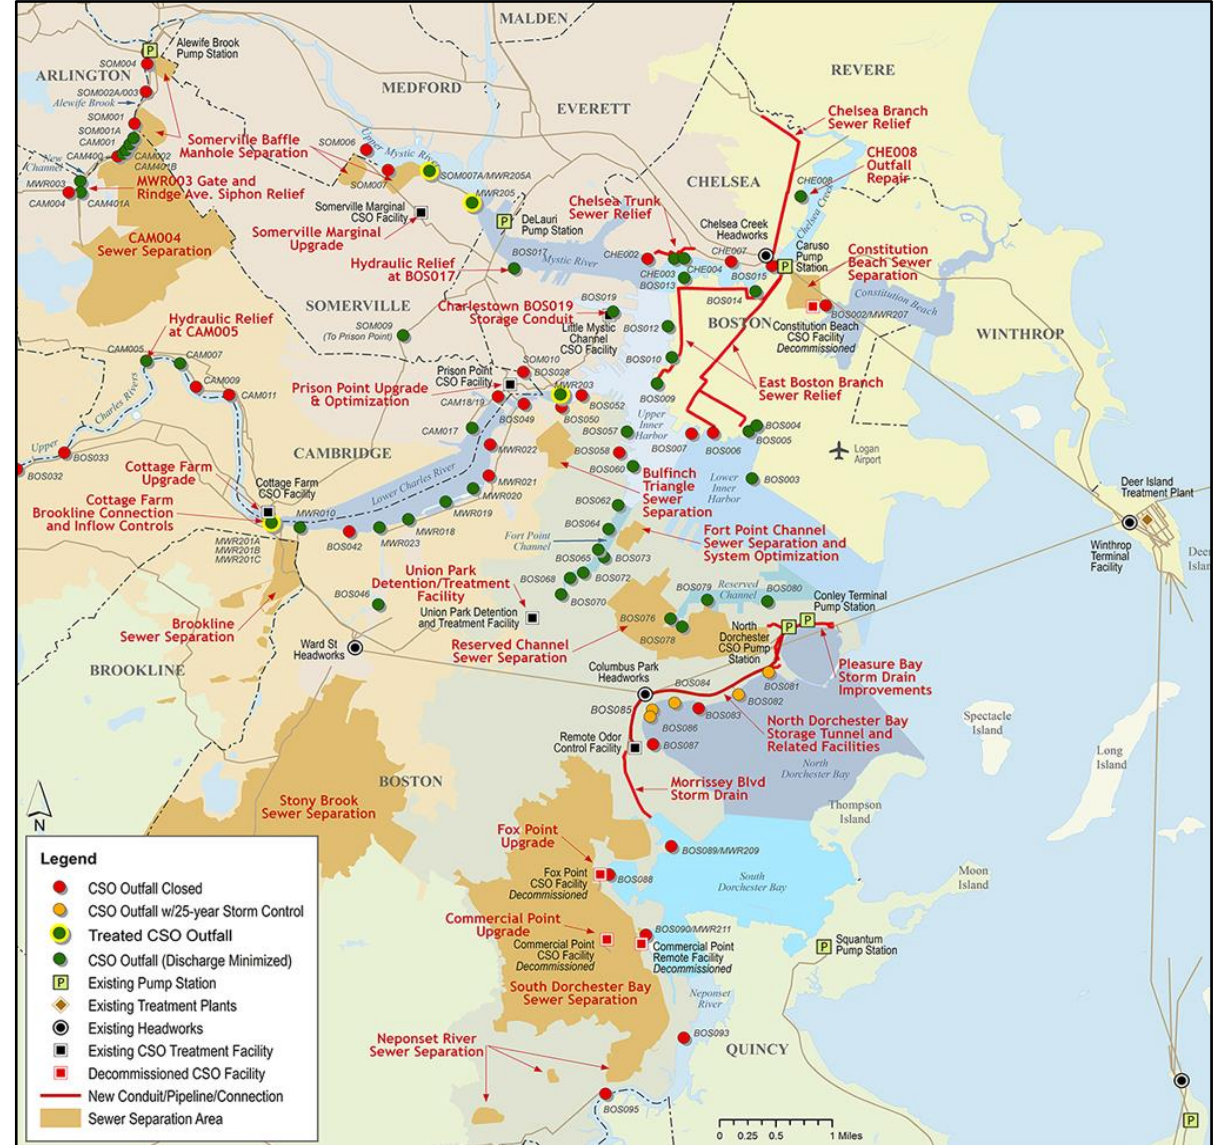 MALDEN
Alewife Brook
Pump Station
SOM004
ARLINGTON
SOM002A/003
Alewife Brook
MEDFORD
REVERE
EVERETT
Chelsea Branch
Sewer Relief
SOM001
SOM001A
CAM001
CAM400
CAM002
CAM401B
Somerville Baffle
Manhole Separation
SOM006
Upper Mystic River
SOM007
SOM007A/MWR205A
MWR205
CHE008
Outfall
Repair
CHE008
Chelsea Creek
CHELSEA
New
Channel
MWR003
CAM004
CAM401A
MWR003 Gate and
Rindge Ave. Siphon Relief
Somerville Marginal
CSO Facility
Somerville Marginal
Upgrade
DeLauri
Pump Station
Chelsea Trunk
Sewer Relief
Chelsea Creek
Headworks
CAM004
Sewer Separation
BOS017
Mystic River
CHE002
CHE003
CHE004
CHE007
BOS013
BOS015
BOS014
Caruso
Pump
Station
Constitution
Beach Sewer
Separation
Constitution Beach
Hydraulic Relief
at BOS017
SOMERVILLE
BOS019
Charlestown BOS019
Storage Conduit
Little Mystic
Channel
CSO Facility
BOS012
BOSTON
BOS002/MWR207
Constitution Beach
CSO Facility
Decommissioned
WINTHROP
Hydraulic Relief
at CAM005
SOM009
(To Prison Point)
CAM005
CAM007
CAM009
CAM011
Charles Rivers
Upper
SOM010
BOS028
Prison Point
CSO Facility
MWR203
Prison Point Upgrade
& Optimization
CAM18/19
BOS049
BOS050
BOS052
BOS010
BOS009
East Boston Branch
Sewer Relief
Upper
Inner
Harbor
CAM017
BOS057
BOS058
BOS060
BOS007
BOS006
BOS004
BOS005
Logan
Airport
BOS033
BOS032
CAMBRIDGE
MWR022
MWR021
MWR020
MWR019
MWR018
MWR023
MWR010
BOS042
Lower Charles River
Bulfinch
Triangle
Sewer
Separation
Lower
Inner
Harbor
BOS003
Cottage Farm
Upgrade
Cottage Farm
CSO Facility
Cottage Farm
Brookline Connection
and Inflow Controls
MWR201A
MWR201B
MWR201C
BOS062
BOS064
Fort Point
Channel
BOS065
BOS073
BOS072
BOS068
BOS070
Fort Point Channel
Sewer Separation and
System Optimization
Deer Island
Treatment Plant
Winthrop
Terminal
Facility
Deer
Islan
Union Park
Detention/Treatment
Facility
Union Park Detention
and Treatment Facility
BOS046
Brookline
Sewer Separation
Ward St
Headworks
BROOKLINE
BOS076
BOS078
BOS079
BOS080
Reserved
Channel
Reserved Channel
Sewer Separation
Conley Terminal
Pump Station
North
Dorchester
CSO Pump
Station
Pleasure Bay
Storm Drain
Improvements
Columbus Park
Headworks
BOS084
BOS081
BOS082
BOS083
BOS085
BOS086
BOS087
North Dorchester Bay
Storage Tunnel and
Related Facilities
Remote Odor
Control Facility
North
Dorchester Bay
Spectacle
Island
Long
Island
BOSTON
Morrissey Blvd
Storm Drain
Thompson
Island
Stony Brook
Sewer Separation
Fox Point
Upgrade
BOS089/MWR209
Fox Point
CSO Facility
Decommissioned
BOS088
South
Dorchester Bay
Moon
Island
Commercial Point
Upgrade
BOS090/MWR211
Commercial Point
CSO Facility
Decommissioned
Commercial Point
Remote Facility
Decommissioned
Squantum
Pump Station
South Dorchester Bay
Sewer Separation
Neponset
River
BOS093
QUINCY
Neponset River
Sewer Separation
BOS095
N
Legend
CSO Outfall Closed
CSO Outfall w/25-year Storm Control
Treated CSO Outfall
CSO Outfall (Discharge Minimized)
P Existing Pump Station
Existing Treatment Plants
Existing Headworks
Existing CSO Treatment Facility
Decommissioned CSO Facility
New Conduit/Pipeline/Connection
Sewer Separation Area
0 0.25 0.5 1 Miles